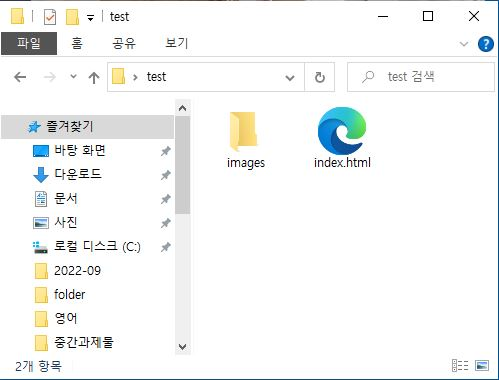 test
파일 홈 공유 보기
test
test 검색
즐겨찾기
바탕 화면
다운로드
문서
사진
로컬 디스크 (C:)
2022-09
folder
영어
중간과제물
images
index.html
2개 항목